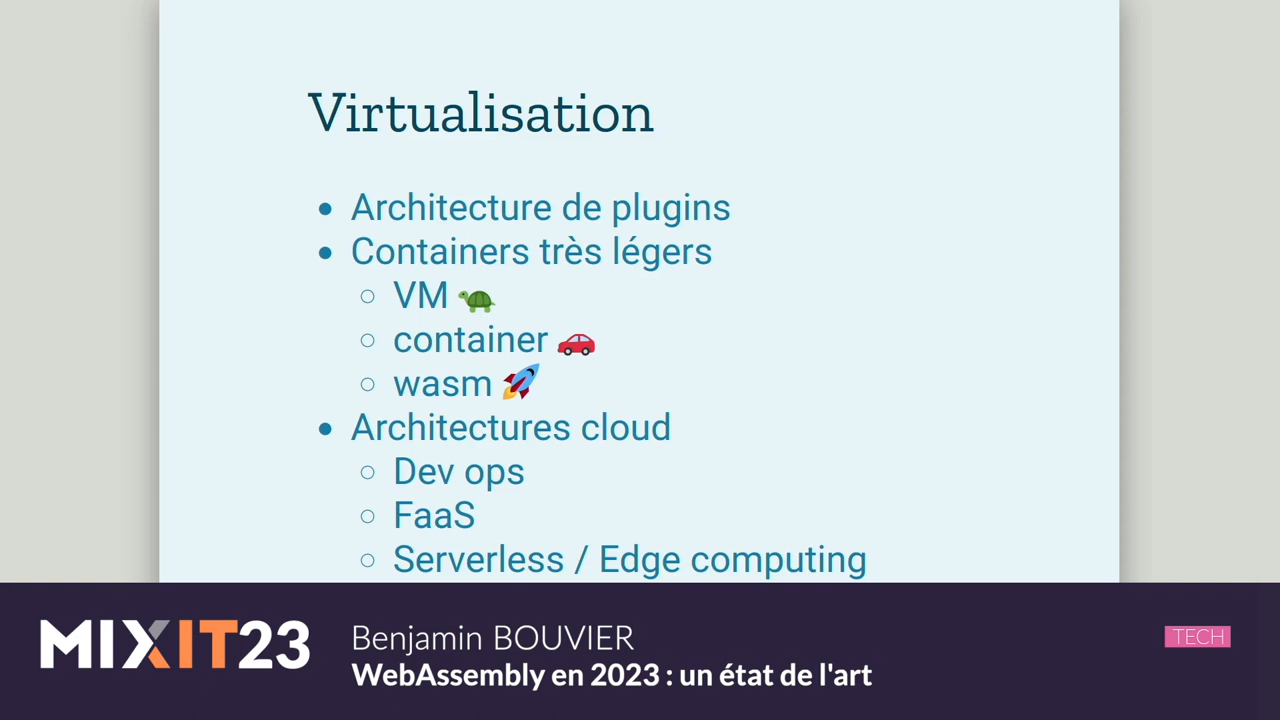 Virtualisation
Architecture de plugins
Containers très légers
VM 🐢
container 🚗
wasm 🚀
Architectures cloud
Dev ops
FaaS
Serverless / Edge computing
MIXIT23
Benjamin BOUVIER
TECH
WebAssembly en 2023 : un état de l'art